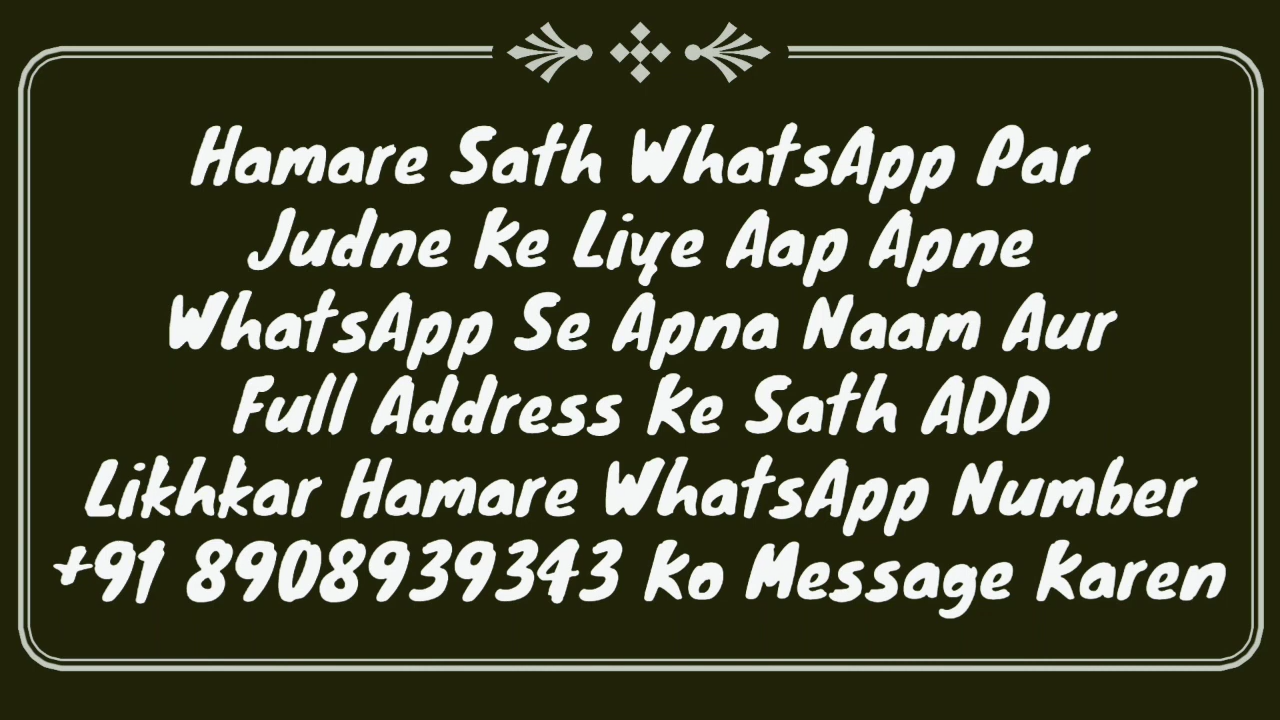 Hamare Sath WhatsApp Par
Judne Ke Liye Aap Apne
WhatsApp Se Apna Naam Aur
Full Address Ke Sath ADD
Likhkar Hamare WhatsApp Number
+91 8908939343 Ko Message Karen